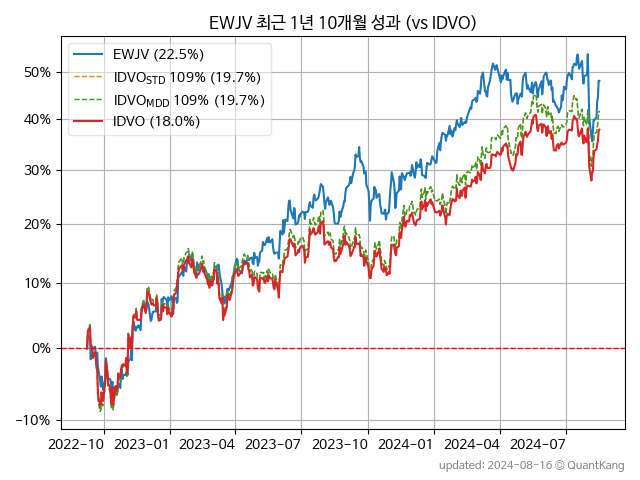 EWJV 최근 1년 10개월 성과 (vs IDVO)
EWJV (22.5%)
IDVO_STD 109% (19.7%)
IDVO_MDD 109% (19.7%)
IDVO (18.0%)
50%
40%
30%
20%
10%
0%
−10%
2022-10 2023-01 2023-04 2023-07 2023-10 2024-01 2024-04 2024-07
updated: 2024-08-16 © QuantKang